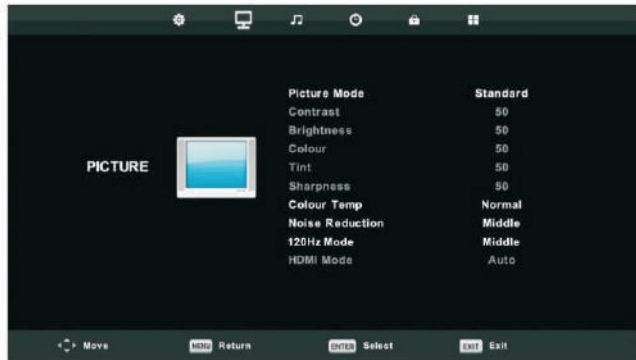 Picture Mode Standard
Contrast 50
Brightness 50
Colour 50
PICTURE
Tint 50
Sharpness 50
Colour Temp Normal
Noise Reduction Middle
120Hz Mode Middle
HDMI Mode Auto
Move MENU Return ENTER Select EXIT Exit